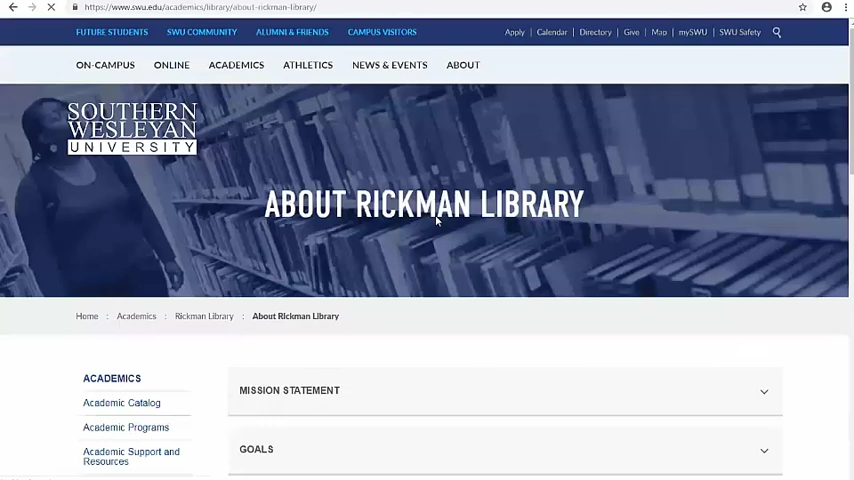 https://www.swu.edu/academics/library/about-rickman-library/
FUTURE STUDENTS SWU COMMUNITY ALUMNI & FRIENDS CAMPUS VISITORS Apply Calendar Directory Give Map mySWU SWU Safety
ON-CAMPUS ONLINE ACADEMICS ATHLETICS NEWS & EVENTS ABOUT
SOUTHERN
WESLEYAN
UNIVERSITY
ABOUT RICKMAN LIBRARY
Home : Academics : Rickman Library : About Rickman Library
ACADEMICS
Academic Catalog
Academic Programs
Academic Support and
Resources
MISSION STATEMENT
GOALS